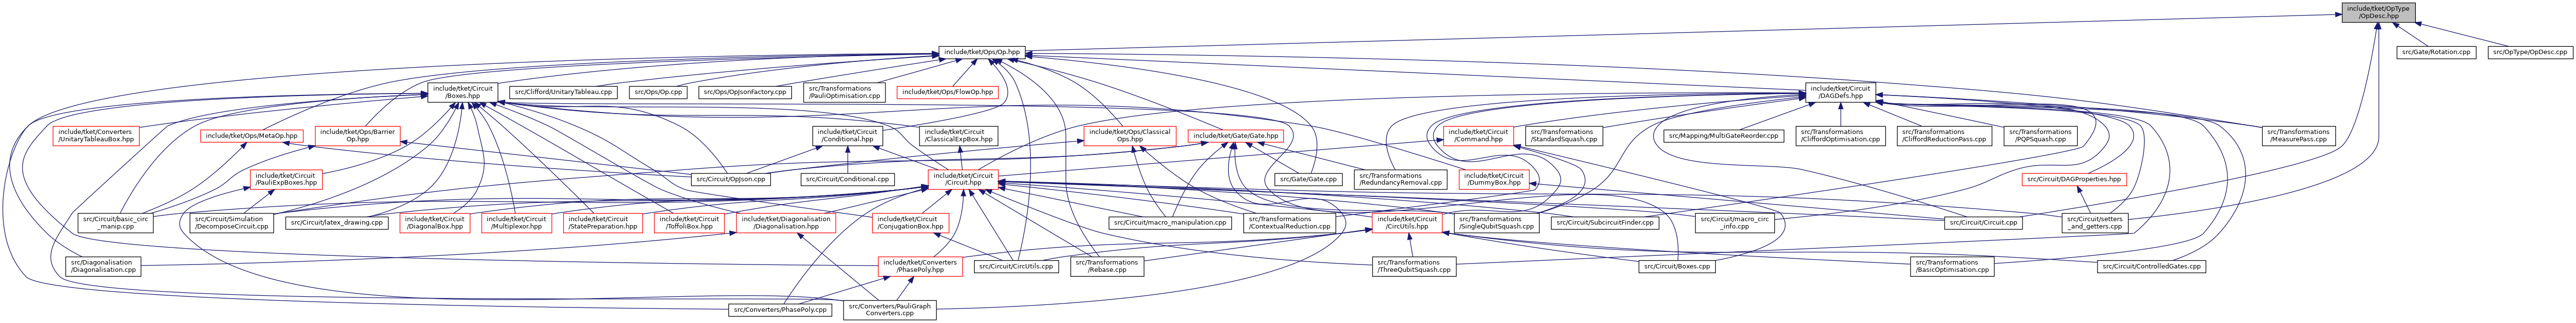 include/tket/OpType
/OpDesc.hpp
include/tket/Ops/Op.hpp
src/Gate/Rotation.cpp
src/OpType/OpDesc.cpp
include/tket/Circuit
/Boxes.hpp
src/Clifford/UnitaryTableau.cpp
src/Ops/Op.cpp
src/Ops/OpJsonFactory.cpp
src/Transformations
/PauliOptimisation.cpp
include/tket/Ops/FlowOp.hpp
include/tket/Circuit
/DAGDefs.hpp
include/tket/Converters
/UnitaryTableauBox.hpp
include/tket/Ops/MetaOp.hpp
include/tket/Ops/Barrier
Op.hpp
include/tket/Circuit
/Conditional.hpp
include/tket/Circuit
/ClassicalExpBox.hpp
include/tket/Ops/Classical
Ops.hpp
include/tket/Gate/Gate.hpp
include/tket/Circuit
/Command.hpp
src/Transformations
/StandardSquash.cpp
src/Mapping/MultiGateReorder.cpp
src/Transformations
/CliffordOptimisation.cpp
src/Transformations
/CliffordReductionPass.cpp
src/Transformations
/PQPSquash.cpp
src/Transformations
/MeasurePass.cpp
include/tket/Circuit
/PauliExpBoxes.hpp
src/Circuit/OpJson.cpp
src/Circuit/Conditional.cpp
include/tket/Circuit
/Circuit.hpp
src/Gate/Gate.cpp
src/Transformations
/RedundancyRemoval.cpp
include/tket/Circuit
/DummyBox.hpp
include/tket/Circuit
/DAGProperties.hpp
src/Circuit/basic_circ
_manip.cpp
src/Circuit/Simulation
/DecomposeCircuit.cpp
src/Circuit/latex_drawing.cpp
include/tket/Circuit
/DiagonalBox.hpp
include/tket/Circuit
/Multiplexor.hpp
include/tket/Circuit
/StatePreparation.hpp
include/tket/Circuit
/ToffoliBox.hpp
include/tket/Diagonalisation
/Diagonalisation.hpp
include/tket/Circuit
/ConjugationBox.hpp
src/Circuit/macro_manipulation.cpp
src/Transformations
/ContextualReduction.cpp
include/tket/Circuit
/CircUtils.hpp
src/Transformations
/SingleQubitSquash.cpp
src/Circuit/SubcircuitFinder.cpp
src/Circuit/macro_circ
_info.cpp
src/Circuit/Circuit.cpp
src/Circuit/setters
_and_getters.cpp
src/Diagonalisation
/Diagonalisation.cpp
include/tket/Converters
/PhasePoly.hpp
src/Circuit/CircUtils.cpp
src/Transformations
/Rebase.cpp
src/Transformations
/ThreeQubitSquash.cpp
src/Circuit/Boxes.cpp
src/Transformations
/BasicOptimisation.cpp
src/Circuit/ControlledGates.cpp
src/Converters/PhasePoly.cpp
src/Converters/PauliGraph
Converters.cpp